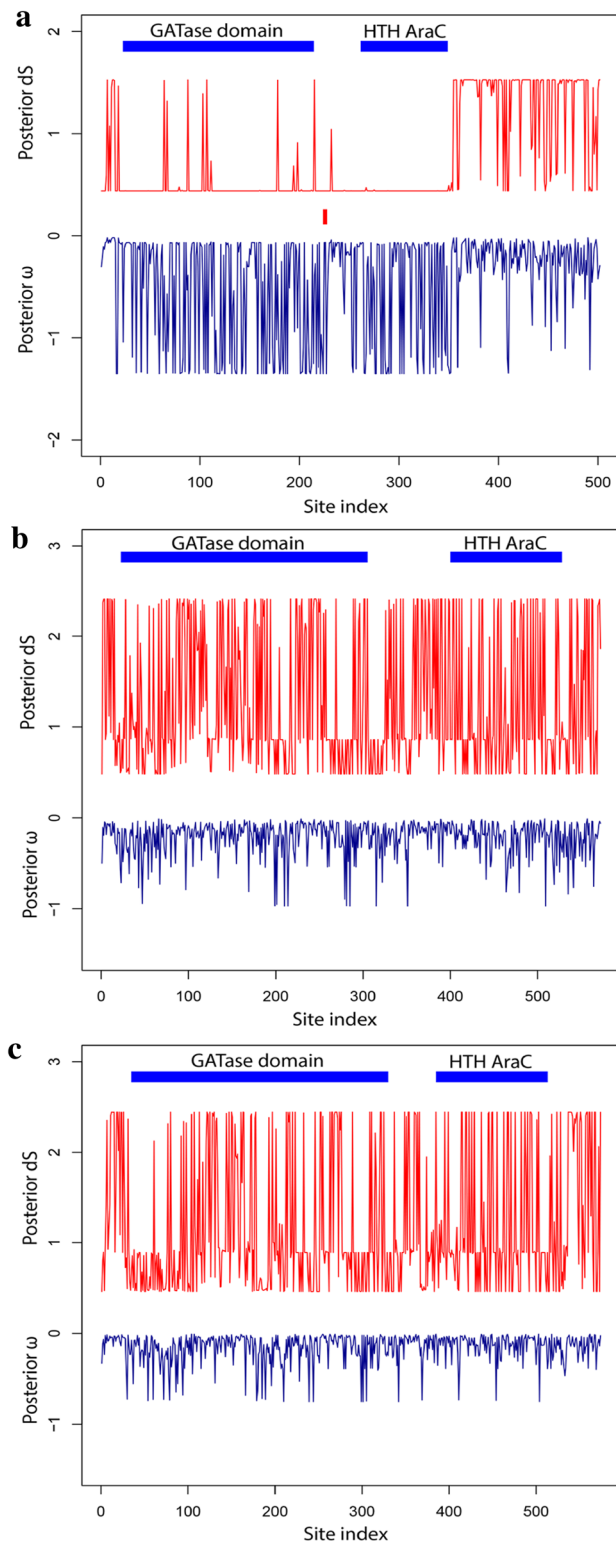 a
GATase domain
HTH AraC
2
1
0
−1
−2
Posterior dS
Posterior ω
0
100
200
300
400
500
Site index
b
GATase domain
HTH AraC
3
2
1
0
−1
Posterior dS
Posterior ω
0
100
200
300
400
500
Site index
c
GATase domain
HTH AraC
3
2
1
0
−1
Posterior dS
Posterior ω
0
100
200
300
400
500
Site index